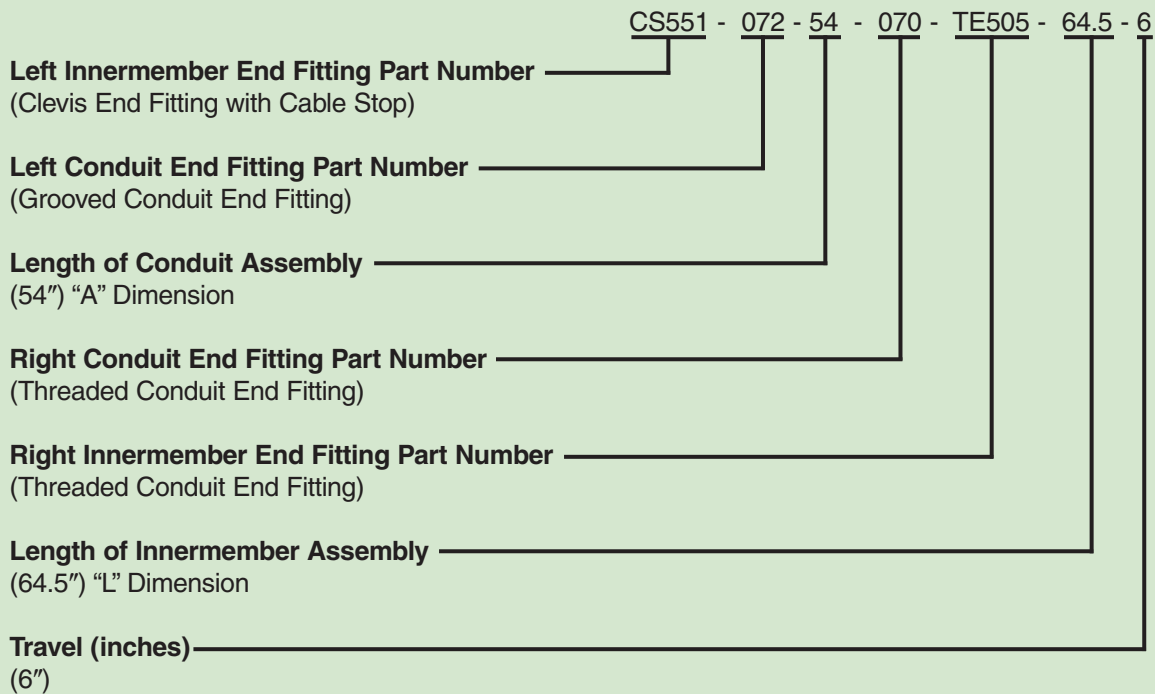 CS551 - 072 - 54 - 070 - TE505 - 64.5 - 6
Left Innermember End Fitting Part Number
(Clevis End Fitting with Cable Stop)
Left Conduit End Fitting Part Number
(Grooved Conduit End Fitting)
Length of Conduit Assembly
(54″) “A” Dimension
Right Conduit End Fitting Part Number
(Threaded Conduit End Fitting)
Right Innermember End Fitting Part Number
(Threaded Conduit End Fitting)
Length of Innermember Assembly
(64.5″) “L” Dimension
Travel (inches)
(6″)